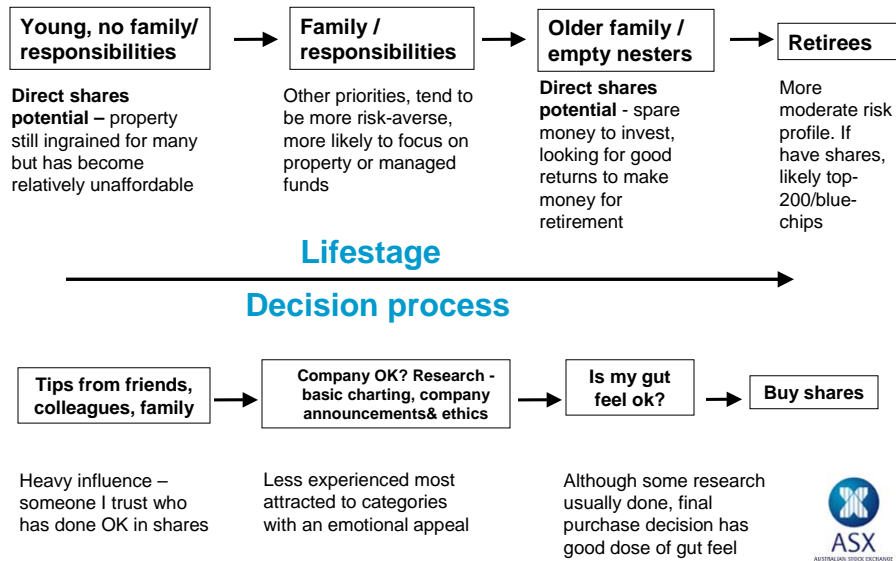 Young, no family/
responsibilities
Family /
responsibilities
Older family /
empty nesters
Retirees
Direct shares
potential – property
still ingrained for many
but has become
relatively unaffordable
Other priorities, tend to
be more risk-averse,
more likely to focus on
property or managed
funds
Direct shares
potential - spare
money to invest,
looking for good
returns to make
money for
retirement
More
moderate risk
profile. If
have shares,
likely top-
200/blue-
chips
Lifestage
Decision process
Tips from friends,
colleagues, family
Company OK? Research -
basic charting, company
announcements& ethics
Is my gut
feel ok?
Buy shares
Heavy influence –
someone I trust who
has done OK in shares
Less experienced most
attracted to categories
with an emotional appeal
Although some research
usually done, final
purchase decision has
good dose of gut feel
ASX
AUSTRALIAN STOCK EXCHANGE